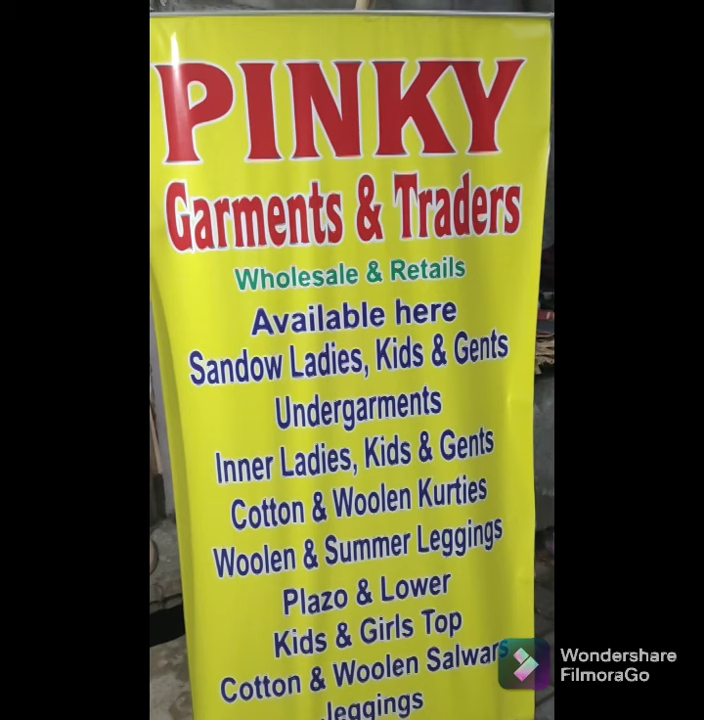 PINKY
Garments & Traders
Wholesale & Retails
Available here
Sandow Ladies, Kids & Gents
Undergarments
Inner Ladies, Kids & Gents
Cotton & Woolen Kurties
Woolen & Summer Leggings
Plazo & Lower
Kids & Girls Top
Cotton & Woolen Salwars
leggings
Wondershare
FilmoraGo